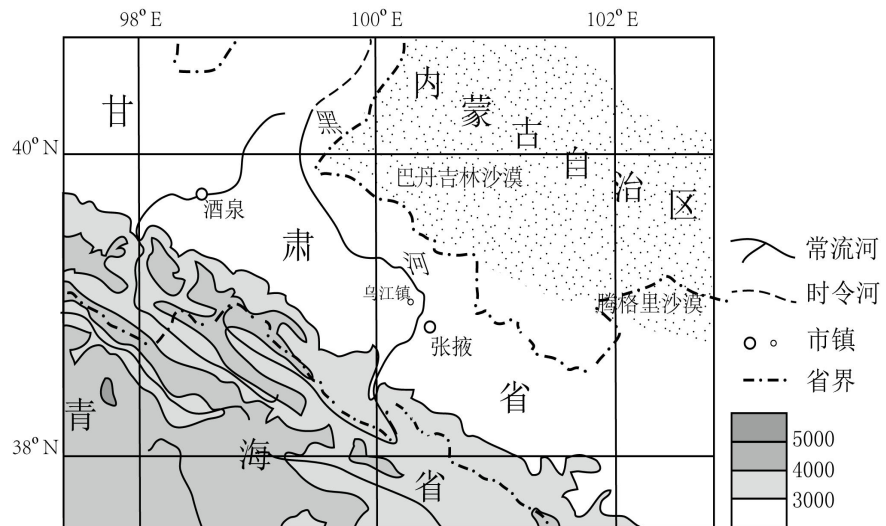 98° E
100° E
102° E
甘
内
蒙
古
自
治
区
黑
40° N
巴丹吉林沙漠
酒泉
肃
河
乌江镇
腾格里沙漠
张掖
省
青
38° N
海
省
常流河
时令河
市镇
省界
5000
4000
3000